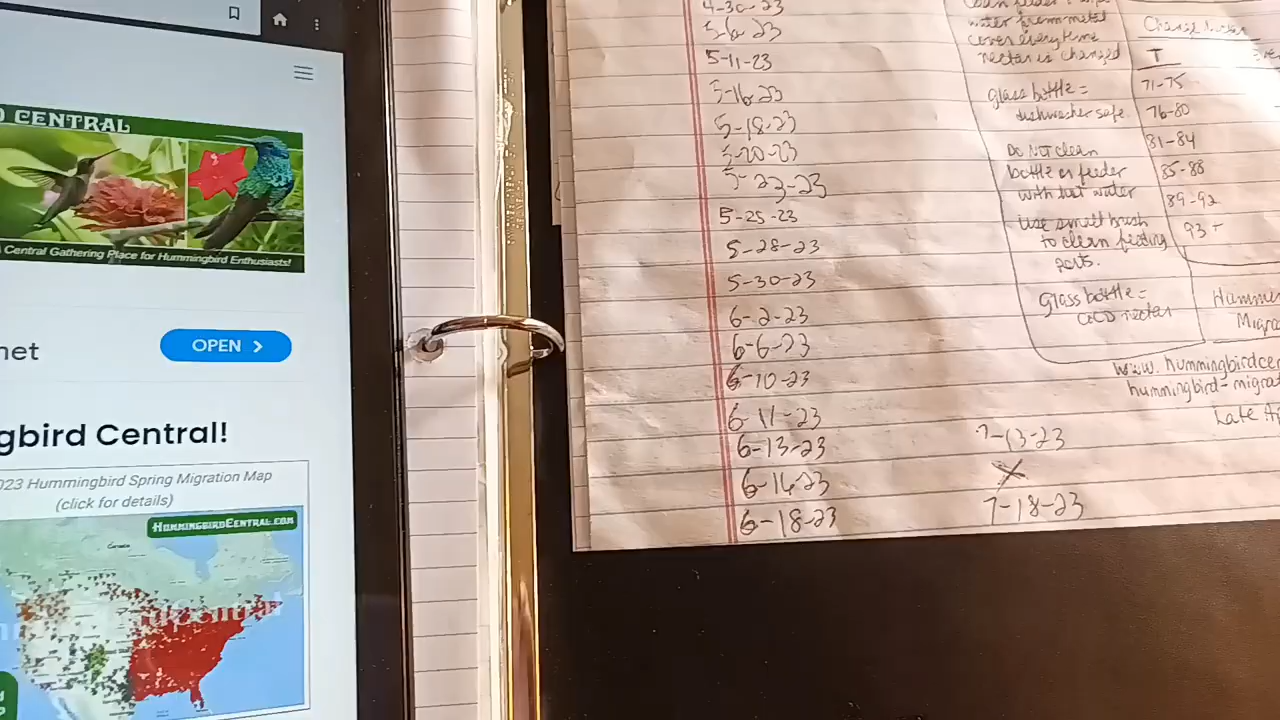 CENTRAL
Central Gathering Place for Hummingbird Enthusiasts!
net
OPEN >
gbird Central!
023 Hummingbird Spring Migration Map
(click for details)
HUMMINGBIRDCENTRAL.COM
4-30-23
5-6-23
5-11-23
5-16-23
5-18-23
5-20-23
5-23-23
5-25-23
5-28-23
5-30-23
6-2-23
6-6-23
6-10-23
6-11-23
6-13-23
6-16-23
6-18-23
7-13-23
X
7-18-23
water from metal
cover everytime
nectar is changed
glass bottle =
dishwasher safe
Do NOT clean
bottle or feeder
with hot water
Use small brush
to clean feeding
parts.
Glass bottle =
COLD nectar
Change nectar
T
71-75
76-80
81-84
85-88
89-92
93+
Humme
Migra
www.hummingbirdcen
hummingbird-migra
Late A